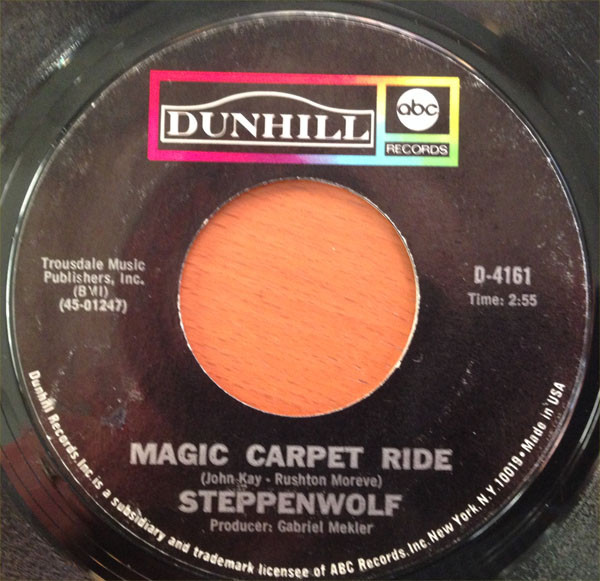 DUNHILL
abc
RECORDS
Trousdale Music
Publishers, Inc.
(BMI)
(45-01247)
D-4161
Time: 2:55
MAGIC CARPET RIDE
(John Kay - Rushton Moreve)
STEPPENWOLF
Producer: Gabriel Mekler
Dunhill Records, Inc. is a subsidiary and trademark licensee of ABC Records, Inc. New York, N.Y. 10019 • Made in USA